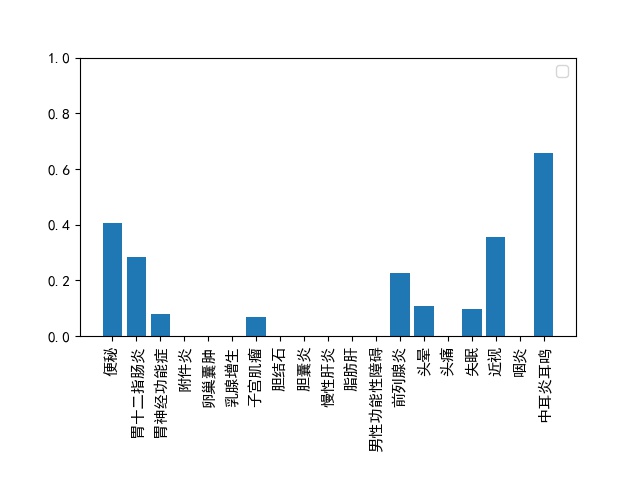 1.0
0.8
0.6
0.4
0.2
0.0
便秘
胃十二指肠炎
胃神经功能症
附件炎
卵巢囊肿
乳腺增生
子宫肌瘤
胆结石
胆囊炎
慢性肝炎
脂肪肝
男性功能性障碍
前列腺炎
头晕
头痛
失眠
近视
咽炎
中耳炎耳鸣